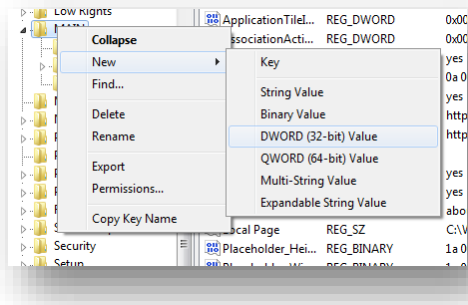 Low Rights
ApplicationTileI... REG_DWORD 0x00
MAIN
ssociationActi... REG_DWORD 0x00
Collapse
yes
New
Key
0a 0
Find...
String Value
yes
Binary Value
http
Delete
DWORD (32-bit) Value
http
Rename
QWORD (64-bit) Value
Export
Multi-String Value
yes
Permissions...
Expandable String Value
yes
abo
Copy Key Name
Local Page REG_SZ C:\W
Security
Placeholder_Hei... REG_BINARY 1a 0
Setup